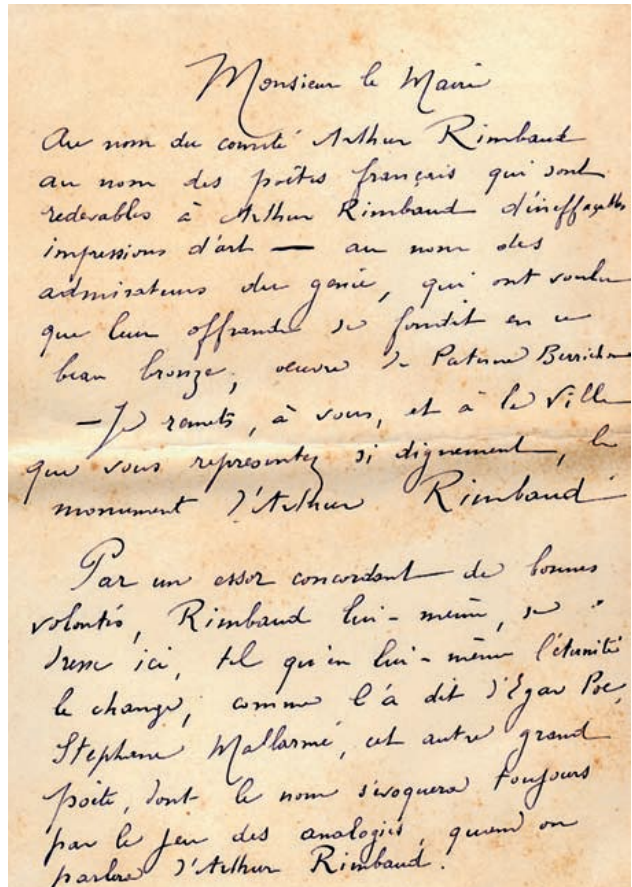 Monsieur le Maire
Au nom du comité Arthur Rimbaud
au nom des poètes français qui sont
redevables à Arthur Rimbaud d'ineffaçables
impressions d'art — au nom des
admirateurs du génie, qui ont voulu
que leur offrande se fondit en ce
beau bronze, oeuvre de Paterne Berrichon
— Je remets, à vous, et à la Ville
que vous représentez si dignement, le
monument d'Arthur Rimbaud
Par un essor concordant de bonnes
volontés, Rimbaud lui-même, se
dresse ici, tel qu'en lui-même l'éternité
le change, comme l'a dit d'Egar Poe,
Stephane Mallarmé, cet autre grand
poète, dont le nom s'évoquera toujours
par le jeu des analogies, quand on
parlera d'Arthur Rimbaud.